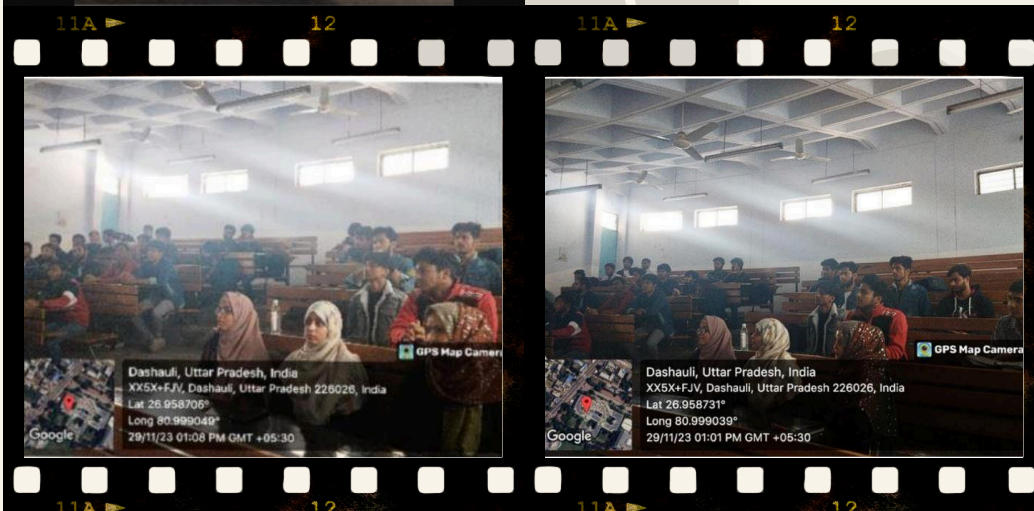 11A 12 11A 12
GPS Map Camera
Dashauli, Uttar Pradesh, India
XX5X+FJV, Dashauli, Uttar Pradesh 226026, India
Lat 26.958706°
Long 80.999049°
29/11/23 01:08 PM GMT +05:30
Google
GPS Map Camera
Dashauli, Uttar Pradesh, India
XX5X+FJV, Dashauli, Uttar Pradesh 226026, India
Lat 26.958731°
Long 80.999039°
29/11/23 01:01 PM GMT +05:30
Google
11A 12 11A 12